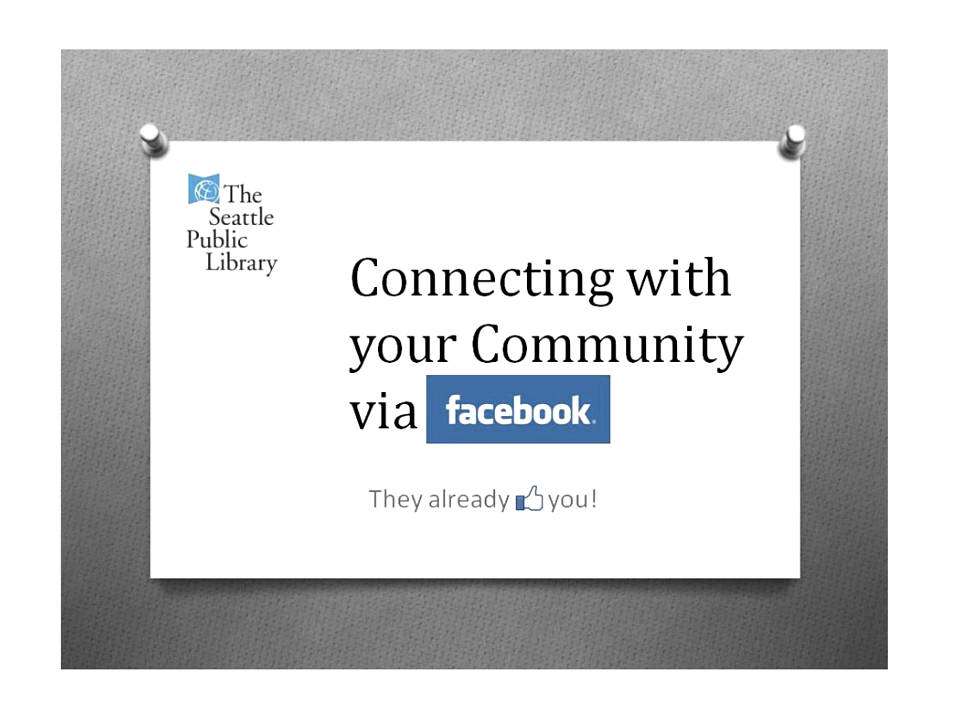 The
Seattle
Public
Library
Connecting with
your Community
via facebook.
They already you!